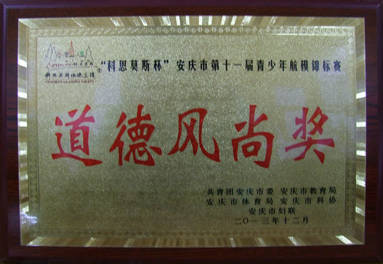 “科恩莫斯杯”安庆市第十一届青少年航模锦标赛
道德风尚奖
共青团安庆市委 安庆市教育局
安庆市体育局 安庆市科协
安庆市妇联
二〇一三年十二月